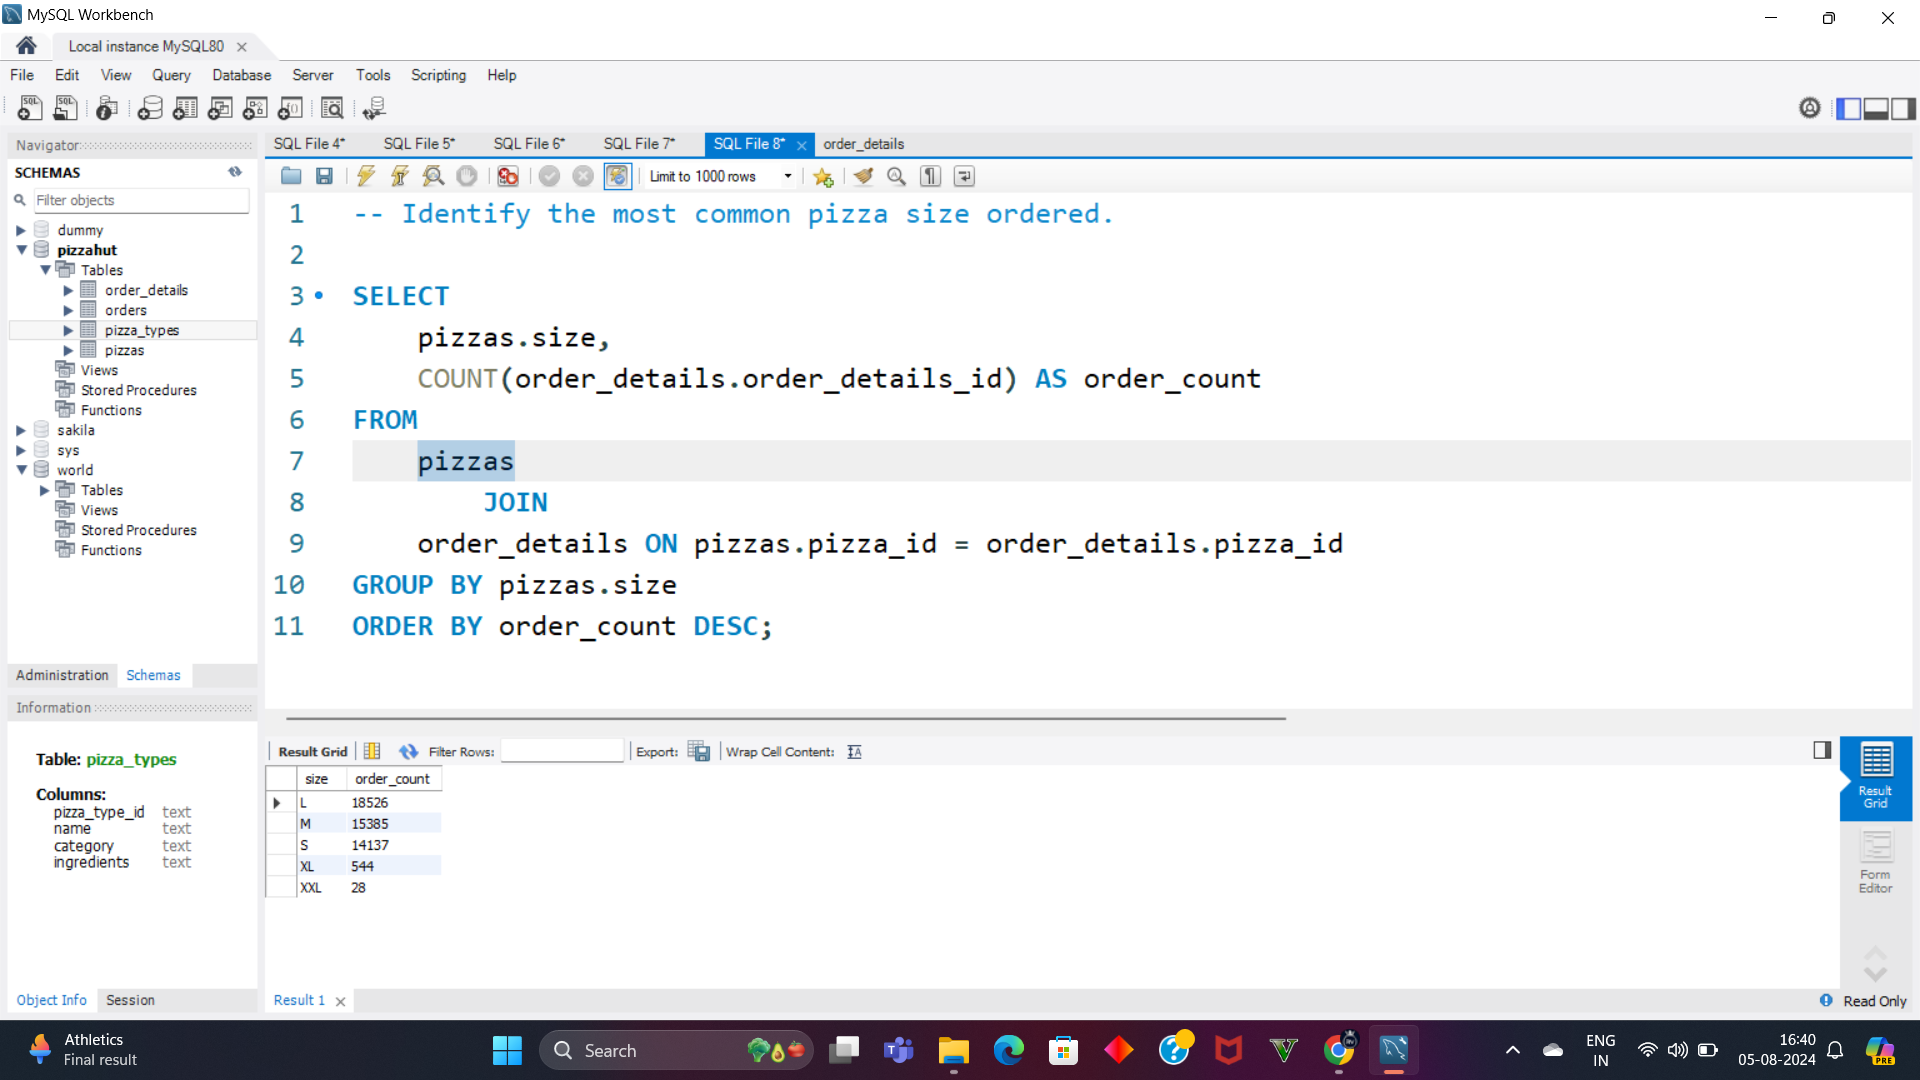 MySQL Workbench
Local instance MySQL80
File Edit View Query Database Server Tools Scripting Help
Navigator
SCHEMAS
Filter objects
dummy
pizzahut
Tables
order_details
orders
pizza_types
pizzas
Views
Stored Procedures
Functions
sakila
sys
world
Tables
Views
Stored Procedures
Functions
Administration Schemas
Information
Table: pizza_types
Columns:
pizza_type_id text
name text
category text
ingredients text
Object Info Session
SQL File 4* SQL File 5* SQL File 6* SQL File 7* SQL File 8* order_details
Limit to 1000 rows
1 -- Identify the most common pizza size ordered.
2
3 SELECT
4 pizzas.size,
5 COUNT(order_details.order_details_id) AS order_count
6 FROM
7 pizzas
8 JOIN
9 order_details ON pizzas.pizza_id = order_details.pizza_id
10 GROUP BY pizzas.size
11 ORDER BY order_count DESC;
Result Grid Filter Rows: Export: Wrap Cell Content:
size order_count
L 18526
M 15385
S 14137
XL 544
XXL 28
Result
Grid
Form
Editor
Result 1
Read Only
Athletics
Final result
Search
ENG
IN
16:40
05-08-2024
PRE